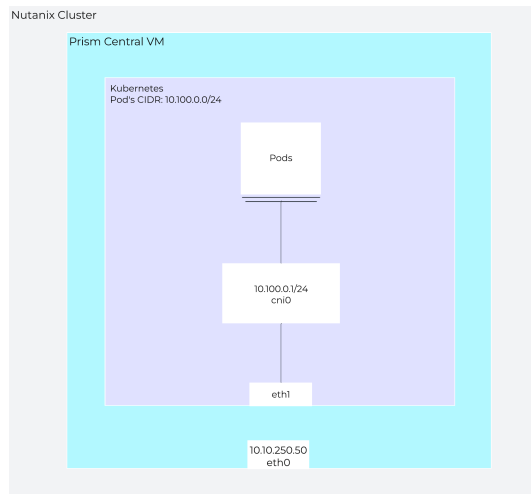 Nutanix Cluster
Prism Central VM
Kubernetes
Pod's CIDR: 10.100.0.0/24
Pods
10.100.0.1/24
cni0
eth1
10.10.250.50
eth0